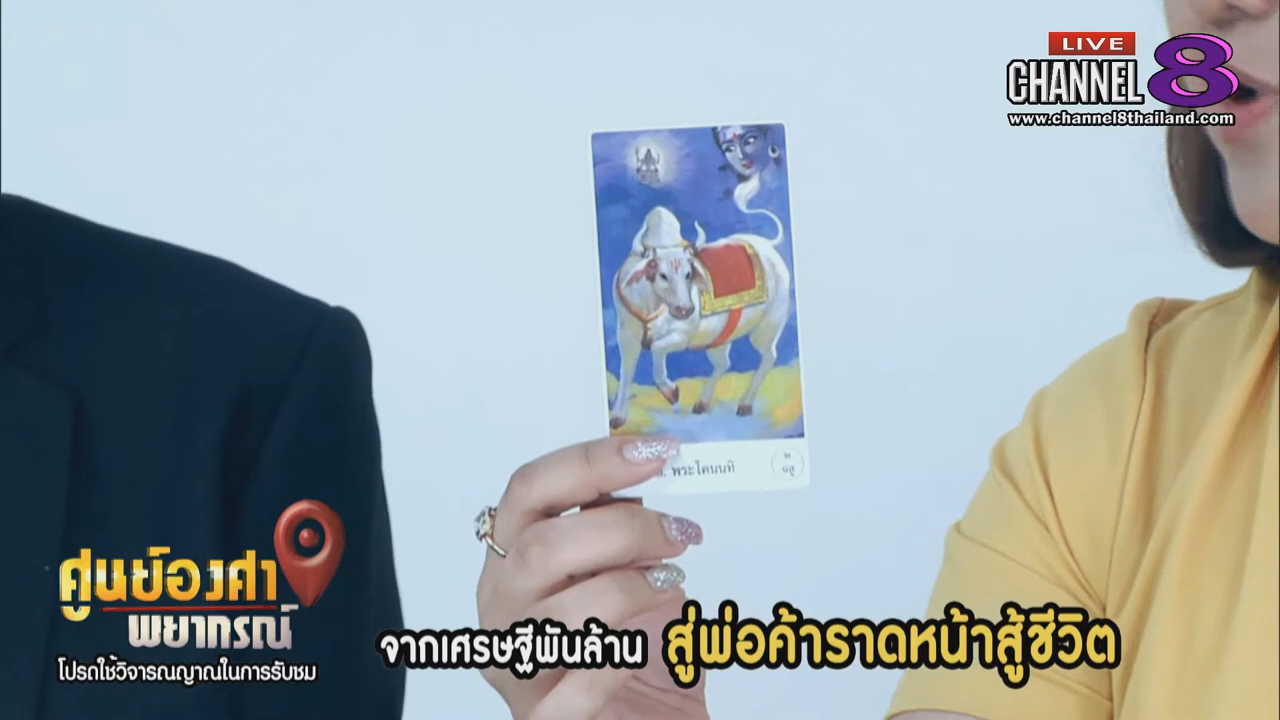 LIVE
CHANNEL 8
www.channel8thailand.com
พระโคนนทิ
๒
ฉลู
ศูนย์องศา
พยากรณ์
โปรดใช้วิจารณญาณในการรับชม
จากเศรษฐีพันล้าน สู่พ่อค้าราดหน้าสู้ชีวิต